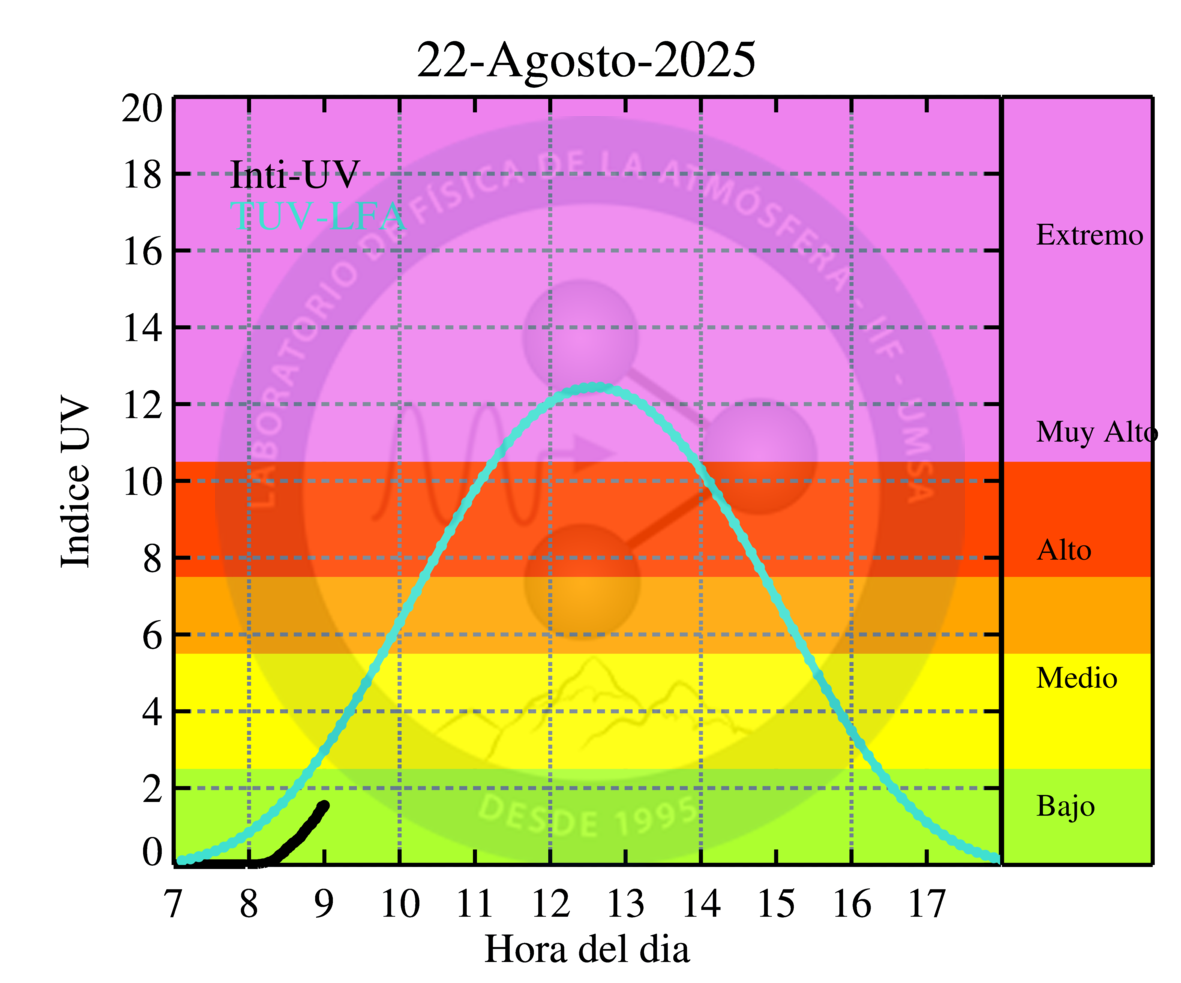 22-Agosto-2025
20
18
16
14
12
10
8
6
4
2
0
Indice UV
Inti-UV
TUV-LFA
LABORATORIO DE FÍSICA DE LA ATMÓSFERA - IIF - UMSA
DESDE 1995
Extremo
Muy Alto
Alto
Medio
Bajo
7 8 9 10 11 12 13 14 15 16 17
Hora del dia